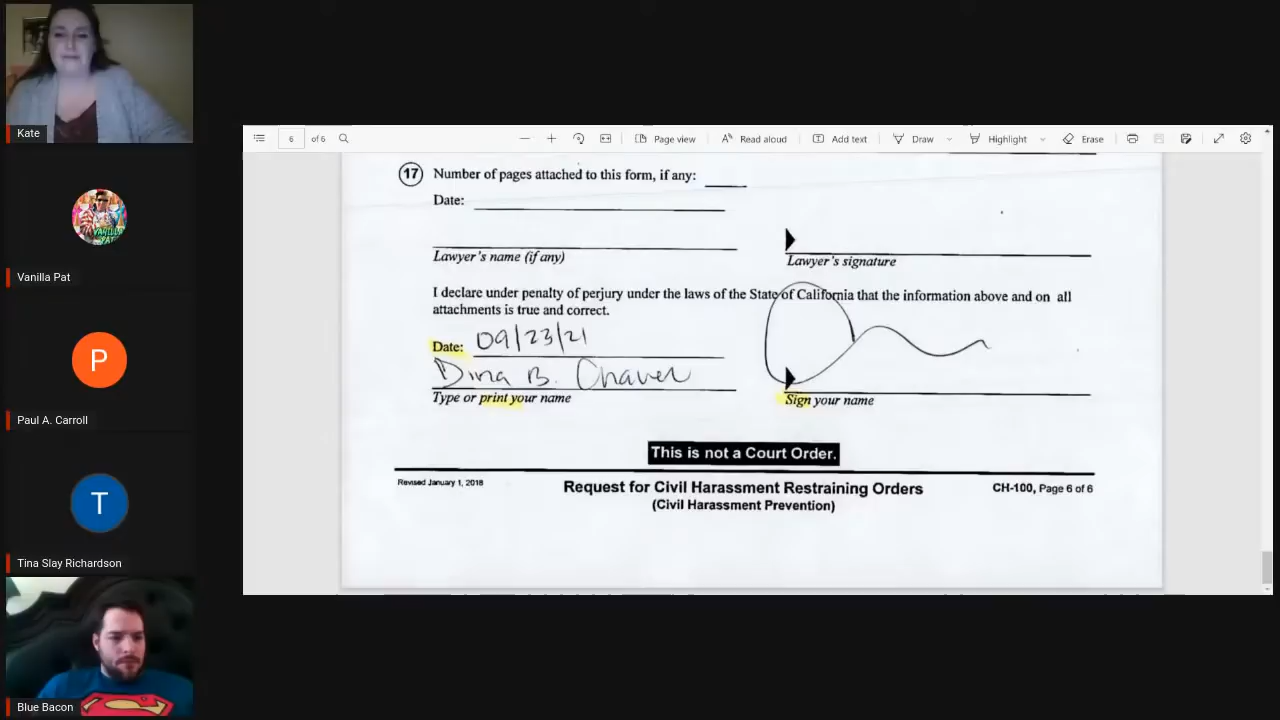 Kate
VANILLA
PAT
Vanilla Pat
P
Paul A. Carroll
T
Tina Slay Richardson
Blue Bacon
6 of 6
Page view
Read aloud
Add text
Draw
Highlight
Erase
17 Number of pages attached to this form, if any:
Date:
Lawyer's name (if any)
Lawyer's signature
I declare under penalty of perjury under the laws of the State of California that the information above and on all
attachments is true and correct.
Date: 09/23/21
Dina B. Chavez
Type or print your name
Sign your name
This is not a Court Order.
Revised January 1, 2018
Request for Civil Harassment Restraining Orders
(Civil Harassment Prevention)
CH-100, Page 6 of 6